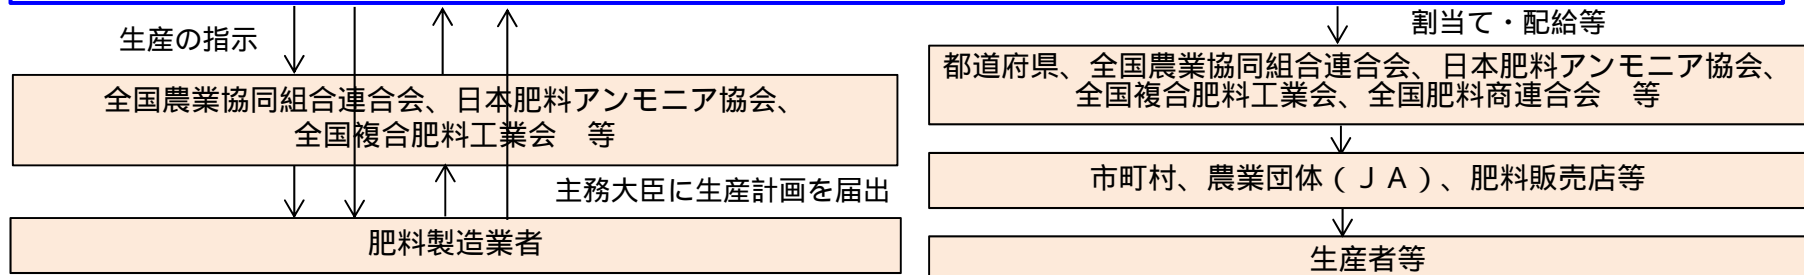 生産の指示
全国農業協同組合連合会、日本肥料アンモニア協会、
全国複合肥料工業会　等
主務大臣に生産計画を届出
肥料製造業者
割当て・配給等
都道府県、全国農業協同組合連合会、日本肥料アンモニア協会、
全国複合肥料工業会、全国肥料商連合会　等
市町村、農業団体（ＪＡ）、肥料販売店等
生産者等